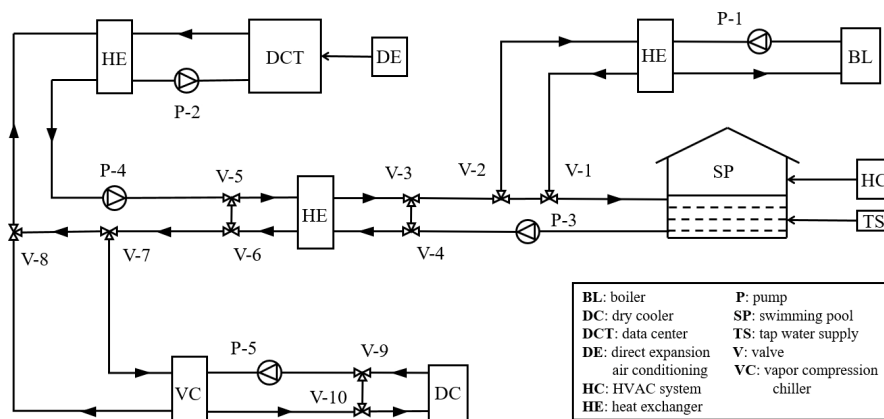 P-1
HE
DCT
DE
HE
BL
P-2
P-4
V-5
V-3
V-2
V-1
SP
HE
HC
TS
V-8
V-7
V-6
V-4
P-3
P-5
V-9
VC
V-10
DC
BL: boiler
DC: dry cooler
DCT: data center
DE: direct expansion
air conditioning
HC: HVAC system
HE: heat exchanger
P: pump
SP: swimming pool
TS: tap water supply
V: valve
VC: vapor compression
chiller